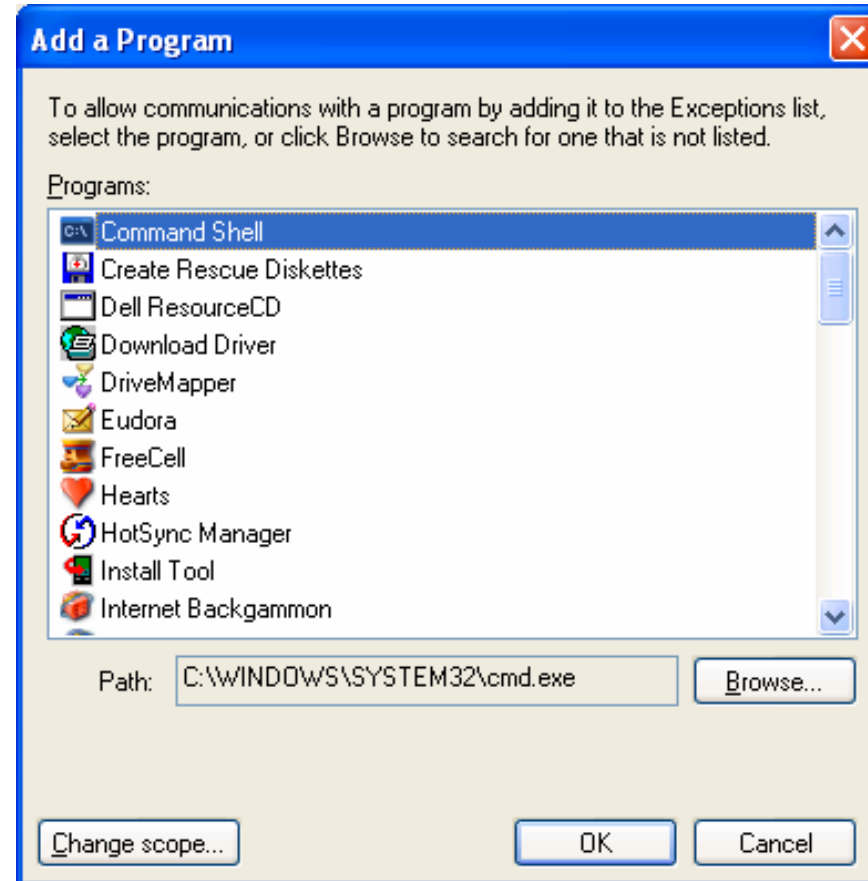 Add a Program
To allow communications with a program by adding it to the Exceptions list,
select the program, or click Browse to search for one that is not listed.
Programs:
C:\ Command Shell
Create Rescue Diskettes
Dell ResourceCD
Download Driver
DriveMapper
Eudora
FreeCell
Hearts
HotSync Manager
Install Tool
Internet Backgammon
Path: C:\WINDOWS\SYSTEM32\cmd.exe Browse...
Change scope... OK Cancel